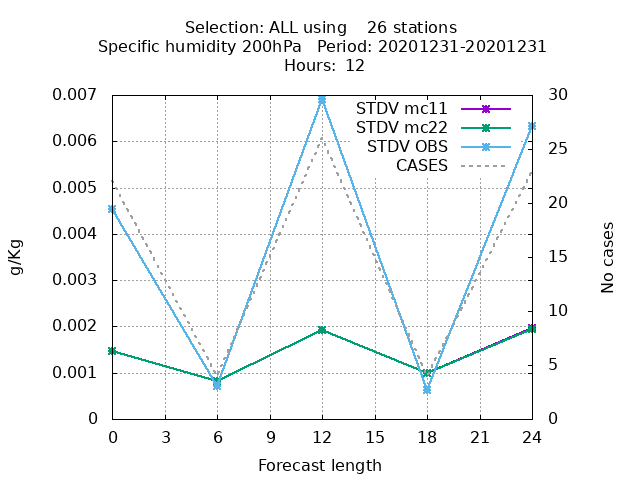 Selection: ALL using    26 stations
Specific humidity 200hPa   Period: 20201231-20201231
Hours: 12
STDV mc11
STDV mc22
STDV OBS
CASES
0.007
0.006
0.005
0.004
0.003
0.002
0.001
0
g/Kg
30
25
20
15
10
5
0
No cases
0 3 6 9 12 15 18 21 24
Forecast length